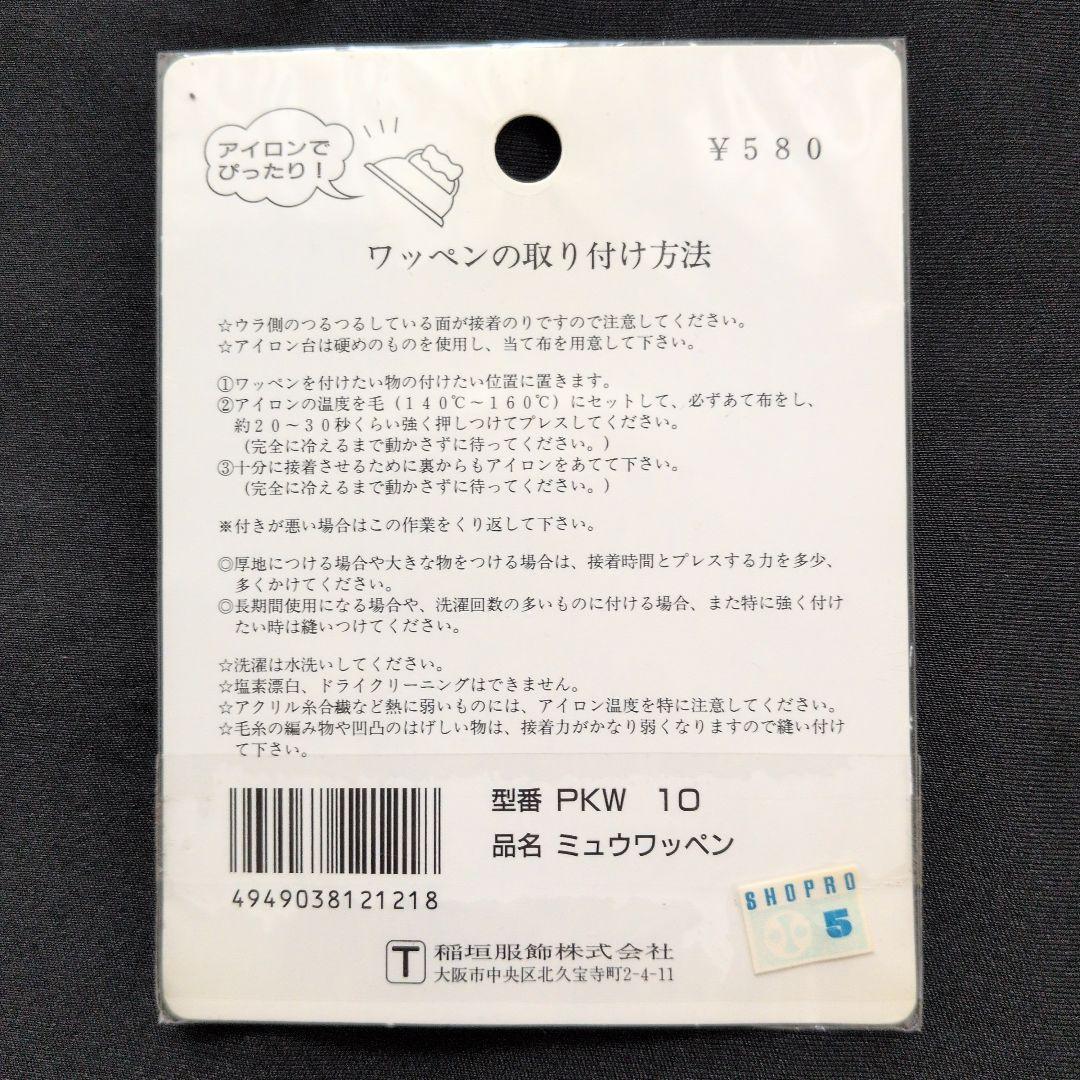 アイロンで
ぴったり！
￥５８０
ワッペンの取り付け方法
☆ウラ側のつるつるしている面が接着のりですので注意してください。
☆アイロン台は硬めのものを使用し、当て布を用意して下さい。
①ワッペンを付けたい物の付けたい位置に置きます。
②アイロンの温度を毛（１４０℃～１６０℃）にセットして、必ずあて布をし、
約２０～３０秒くらい強く押しつけてプレスしてください。
（完全に冷えるまで動かさずに待ってください。）
③十分に接着させるために裏からもアイロンをあてて下さい。
（完全に冷えるまで動かさずに待ってください。）
※付きが悪い場合はこの作業をくり返して下さい。
◎厚地につける場合や大きな物をつける場合は、接着時間とプレスする力を多少、
多くかけてください。
◎長期間使用になる場合や、洗濯回数の多いものに付ける場合、また特に強く付け
たい時は縫いつけてください。
☆洗濯は水洗いしてください。
☆塩素漂白、ドライクリーニングはできません。
☆アクリル糸合繊など熱に弱いものには、アイロン温度を特に注意してください。
☆毛糸の編み物や凹凸のはげしい物は、接着力がかなり弱くなりますので縫い付け
て下さい。
型番 PKW 10
品名 ミュウワッペン
4949038121218
SHOPRO
小 5
T 稲垣服飾株式会社
大阪市中央区北久宝寺町2-4-11